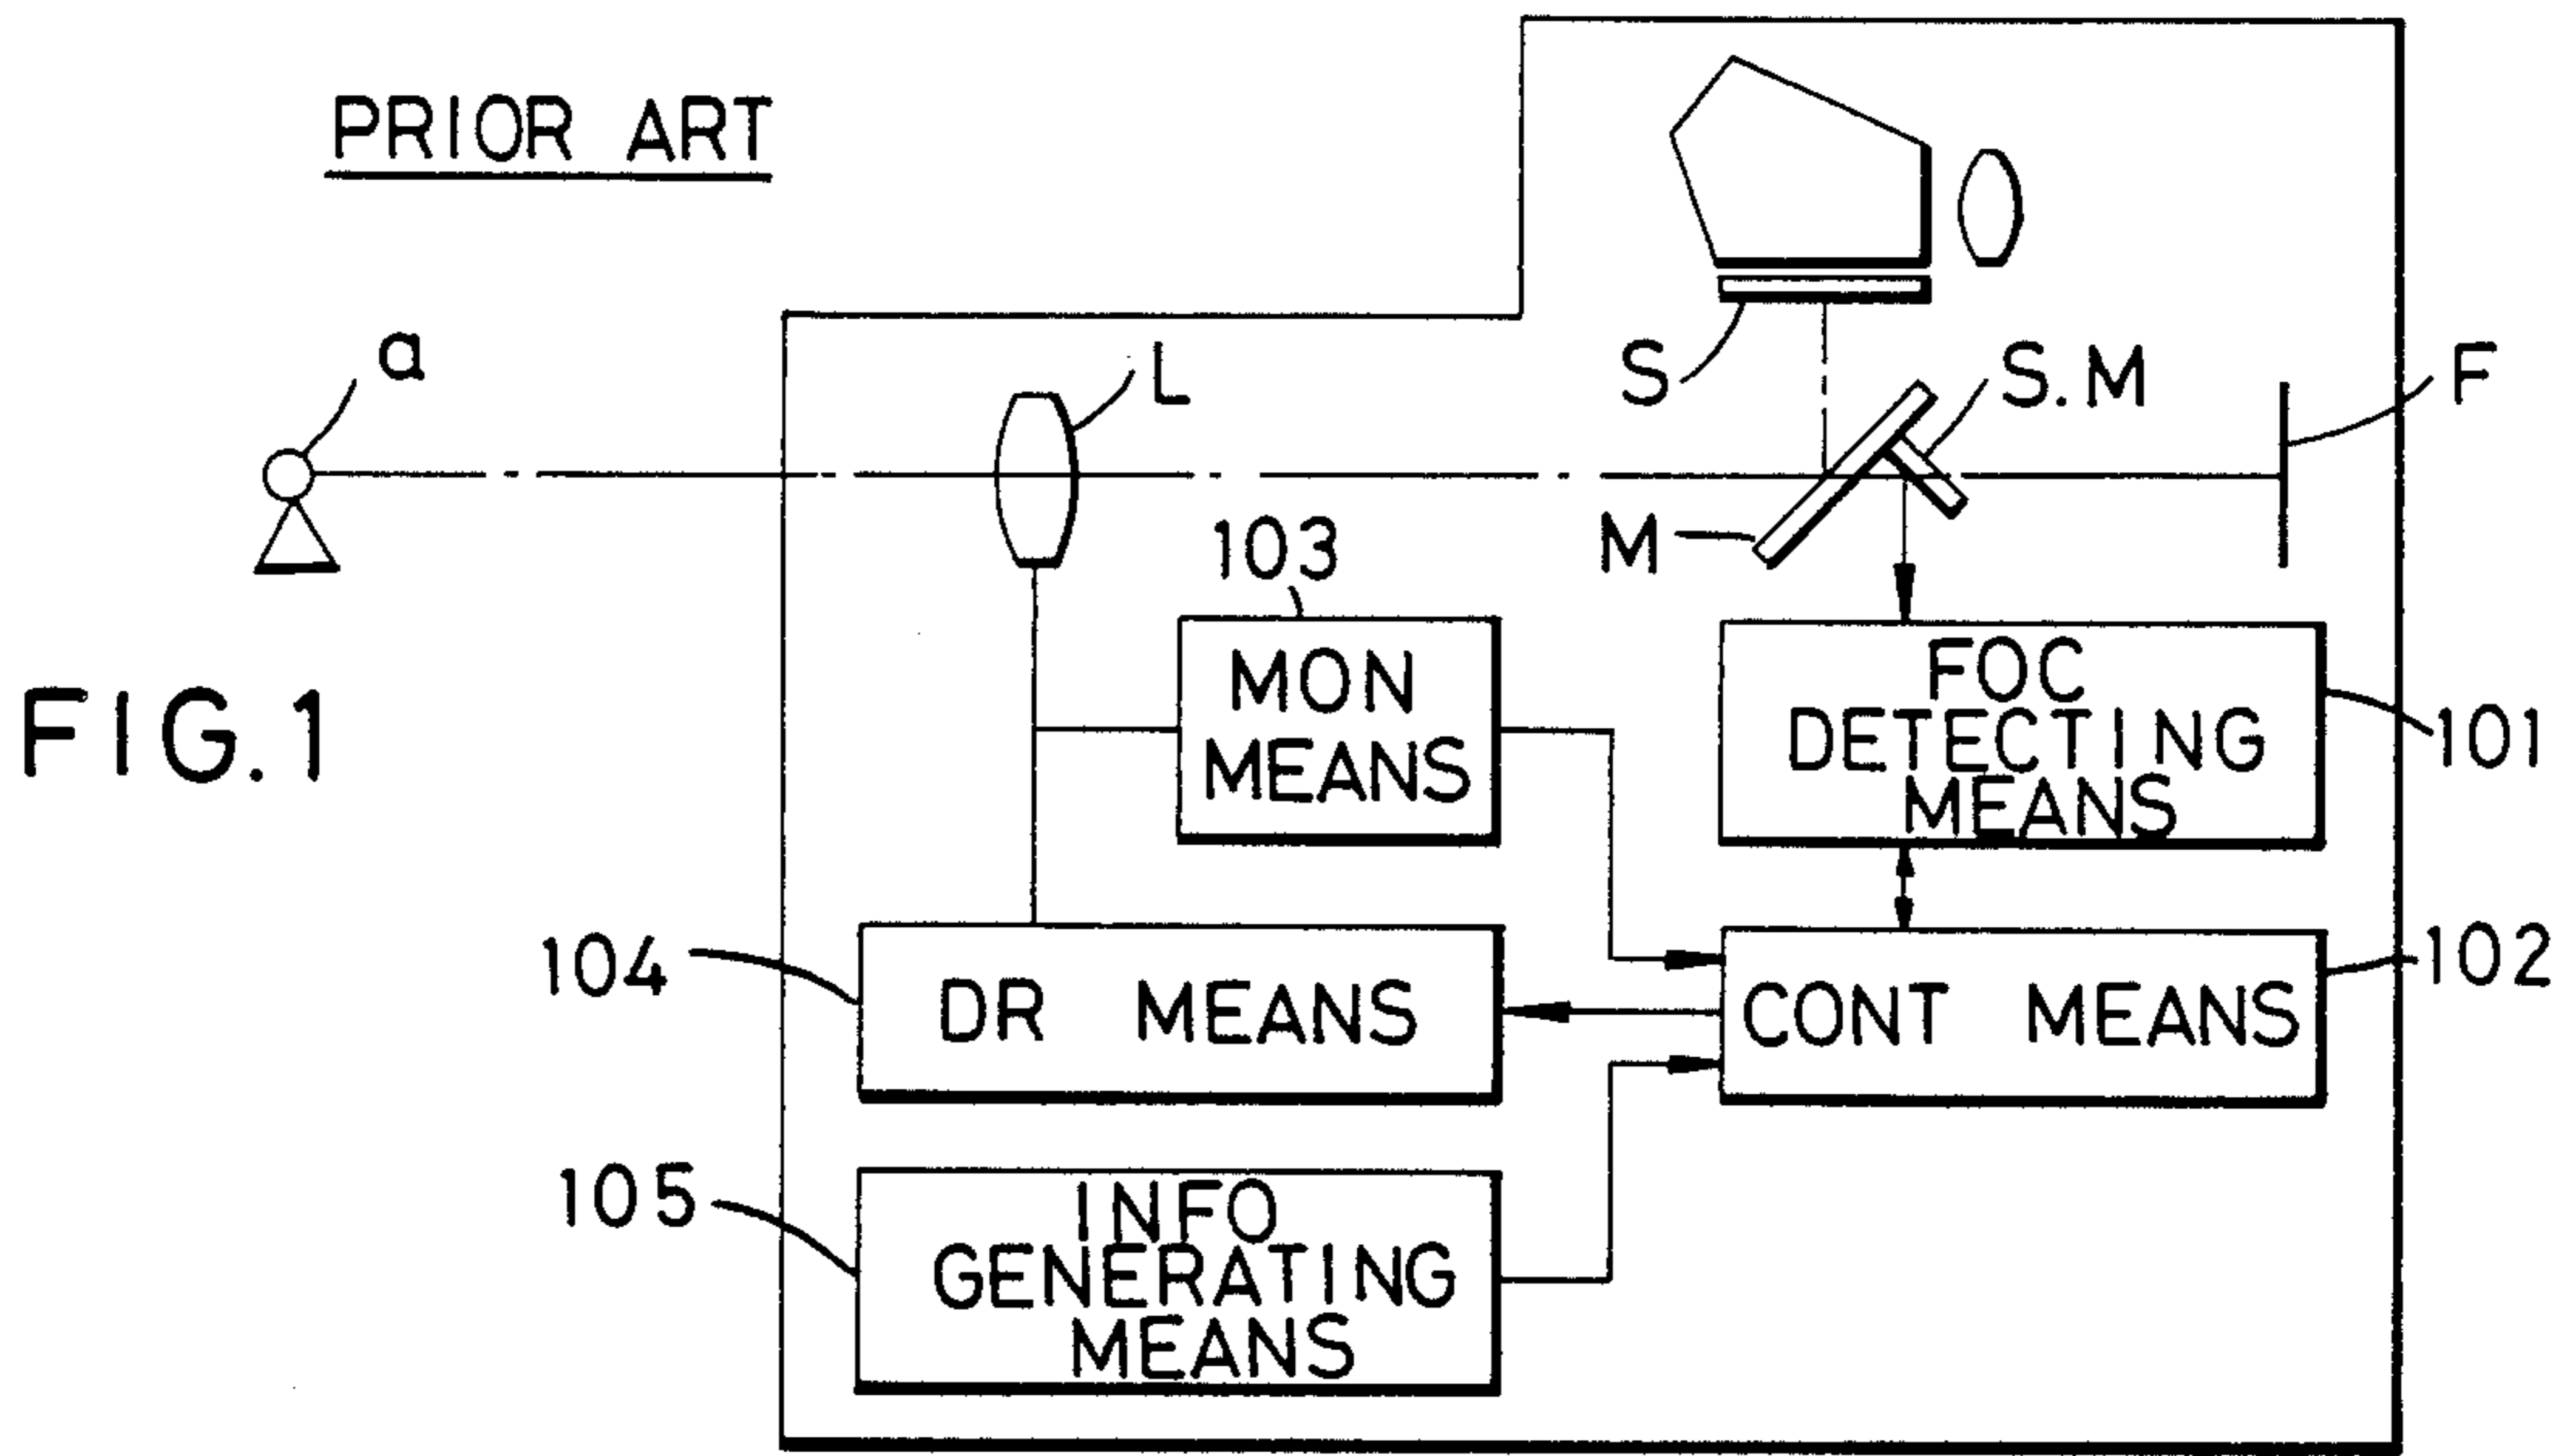 PRIOR ART
a
L
S
S.M
F
M
103
MON
MEANS
FOC
DETECTING
MEANS
101
FIG.1
104
DR MEANS
CONT MEANS
102
105
INFO
GENERATING
MEANS